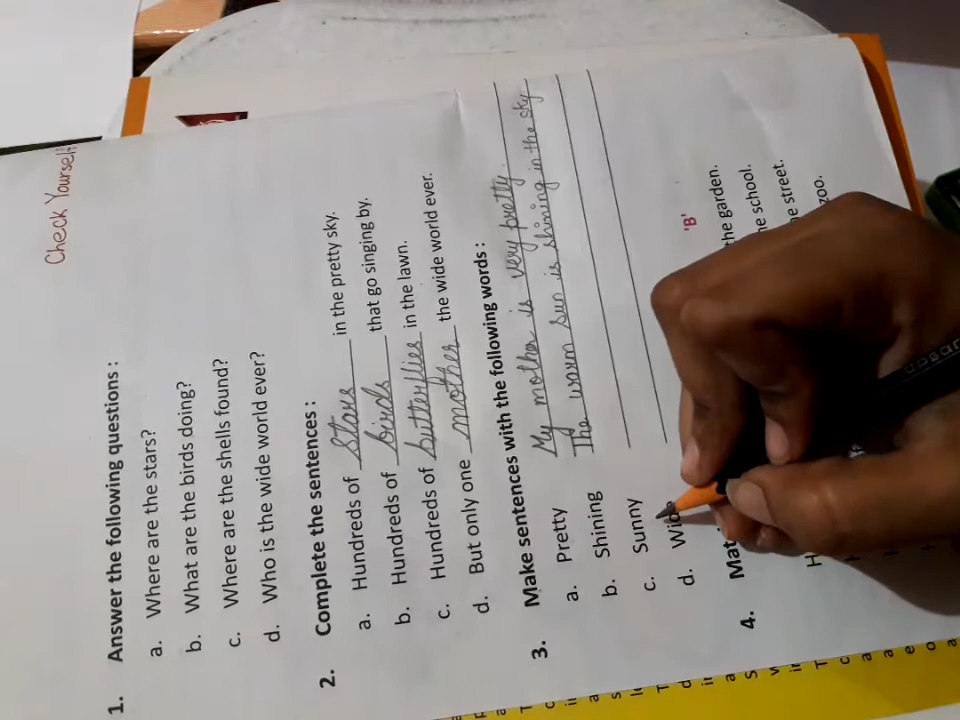 Check Yourself
1. Answer the following questions :
a. Where are the stars?
b. What are the birds doing?
c. Where are the shells found?
d. Who is the wide world ever?
2. Complete the sentences :
a. Hundreds of stars in the pretty sky.
b. Hundreds of birds that go singing by.
c. Hundreds of butterflies in the lawn.
d. But only one mother the wide world ever.
3. Make sentences with the following words :
a. Pretty My mother is very pretty.
b. Shining The warm sun is shining in the sky
c. Sunny
d. Wide
4.
'B'
the garden.
school.
street.
zoo.